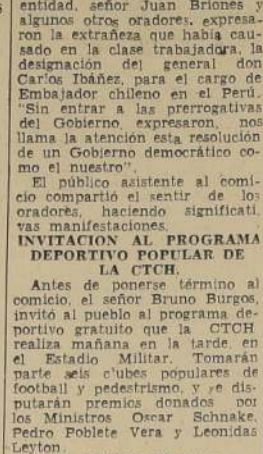 entidad, señor Juan Briones y
algunos otros oradores, expresa-
ron la extrañeza que había cau-
sado en la clase trabajadora, la
designación del general don
Carlos Ibáñez, para el cargo de
Embajador chileno en el Perú.
"Sin entrar a las prerrogativas
del Gobierno, expresaron, nos
llama la atención esta resolución
de un Gobierno democrático co-
mo el nuestro".
El público asistente al comi-
cio compartió el sentir de los
oradores, haciendo significati.
vas manifestaciones.
INVITACION AL PROGRAMA
DEPORTIVO POPULAR DE
LA CTCH.
Antes de ponerse término al
comicio, el señor Bruno Burgos,
invitó al pueblo al programa de-
portivo gratuito que la CTCH
realiza mañana en la tarde, en
el Estadio Militar. Tomarán
parte seis c'ubes populares de
football y pedestrismo, y se dis-
putarán premios donados por
los Ministros Oscar Schnake,
Pedro Poblete Vera y Leonidas
Leyton.